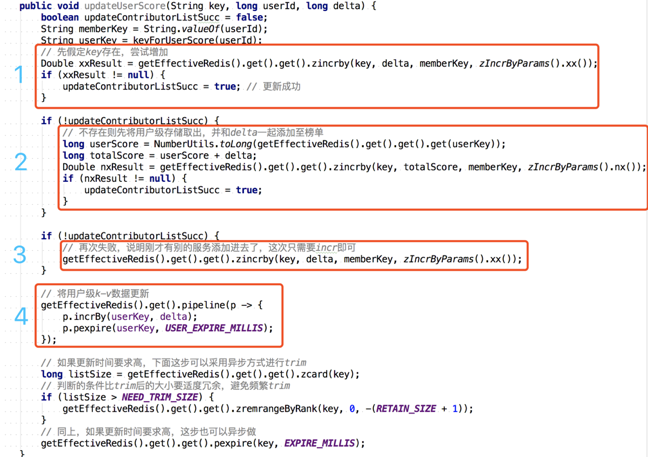 public void updateUserScore(String key, long userId, long delta) {
boolean updateContributorListSucc = false;
String memberKey = String.valueOf(userId);
String userKey = keyForUserScore(userId);
// 先假定key存在，尝试增加
Double xxResult = getEffectiveRedis().get().get().zincrby(key, delta, memberKey, zIncrByParams().xx());
1
if (xxResult != null) {
updateContributorListSucc = true; // 更新成功
}
if (!updateContributorListSucc) {
// 不存在则先将用户级存储取出，并和delta一起添加至榜单
long userScore = NumberUtils.toLong(getEffectiveRedis().get().get().get(userKey));
2
long totalScore = userScore + delta;
Double nxResult = getEffectiveRedis().get().get().zincrby(key, totalScore, memberKey, zIncrByParams().nx());
if (nxResult != null) {
updateContributorListSucc = true;
}
}
if (!updateContributorListSucc) {
// 再次失败，说明刚才有别的服务添加进去了，这次只需要incr即可
3
getEffectiveRedis().get().get().zincrby(key, delta, memberKey, zIncrByParams().xx());
}
// 将用户级k-v数据更新
getEffectiveRedis().get().pipeline(p -> {
4
p.incrBy(userKey, delta);
p.pexpire(userKey, USER_EXPIRE_MILLIS);
});
// 如果更新时间要求高，下面这步可以采用异步方式进行trim
long listSize = getEffectiveRedis().get().get().zcard(key);
// 判断的条件比trim后的大小要适度冗余，避免频繁trim
if (listSize > NEED_TRIM_SIZE) {
getEffectiveRedis().get().get().zremrangeByRank(key, 0, -(RETAIN_SIZE + 1));
}
// 同上，如果更新时间要求高，这步也可以异步做
getEffectiveRedis().get().get().pexpire(key, EXPIRE_MILLIS);
}